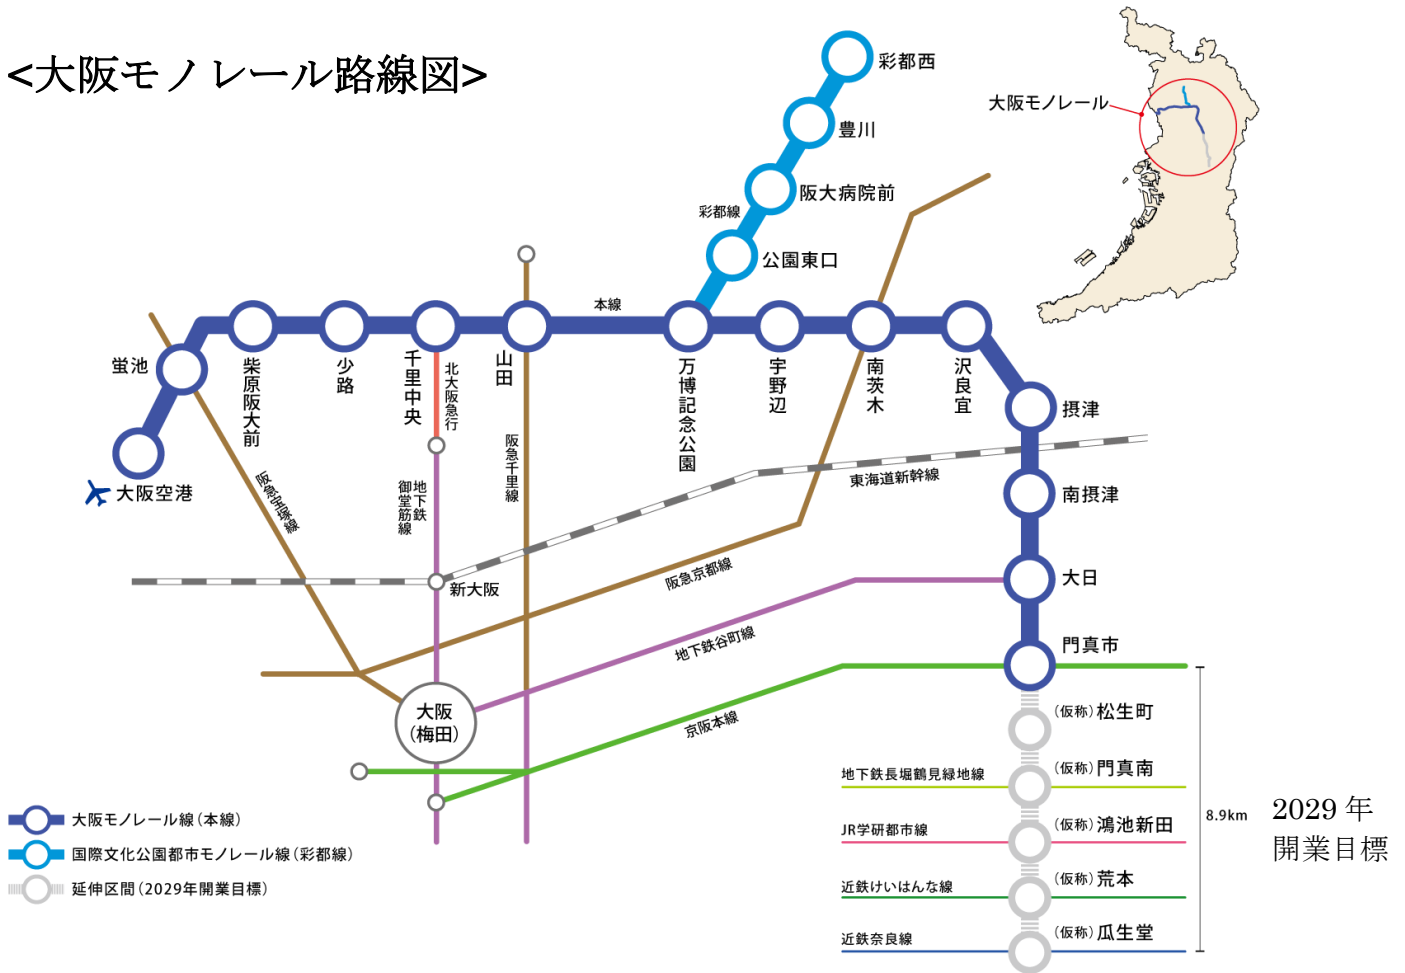 <大阪モノレール路線図>
彩都西
大阪モノレール
豊川
阪大病院前
彩都線
公園東口
本線
蛍池
柴原阪大前
少路
千里中央
北大阪急行
山田
万博記念公園
宇野辺
南茨木
沢良宜
摂津
大阪空港
阪急宝塚線
地下鉄
御堂筋線
阪急千里線
東海道新幹線
南摂津
新大阪
阪急京都線
大日
地下鉄谷町線
門真市
大阪
(梅田)
京阪本線
(仮称)松生町
地下鉄長堀鶴見緑地線
(仮称)門真南
JR学研都市線
(仮称)鴻池新田
近鉄けいはんな線
(仮称)荒本
近鉄奈良線
(仮称)瓜生堂
8.9km
2029年
開業目標
大阪モノレール線(本線)
国際文化公園都市モノレール線(彩都線)
延伸区間(2029年開業目標)